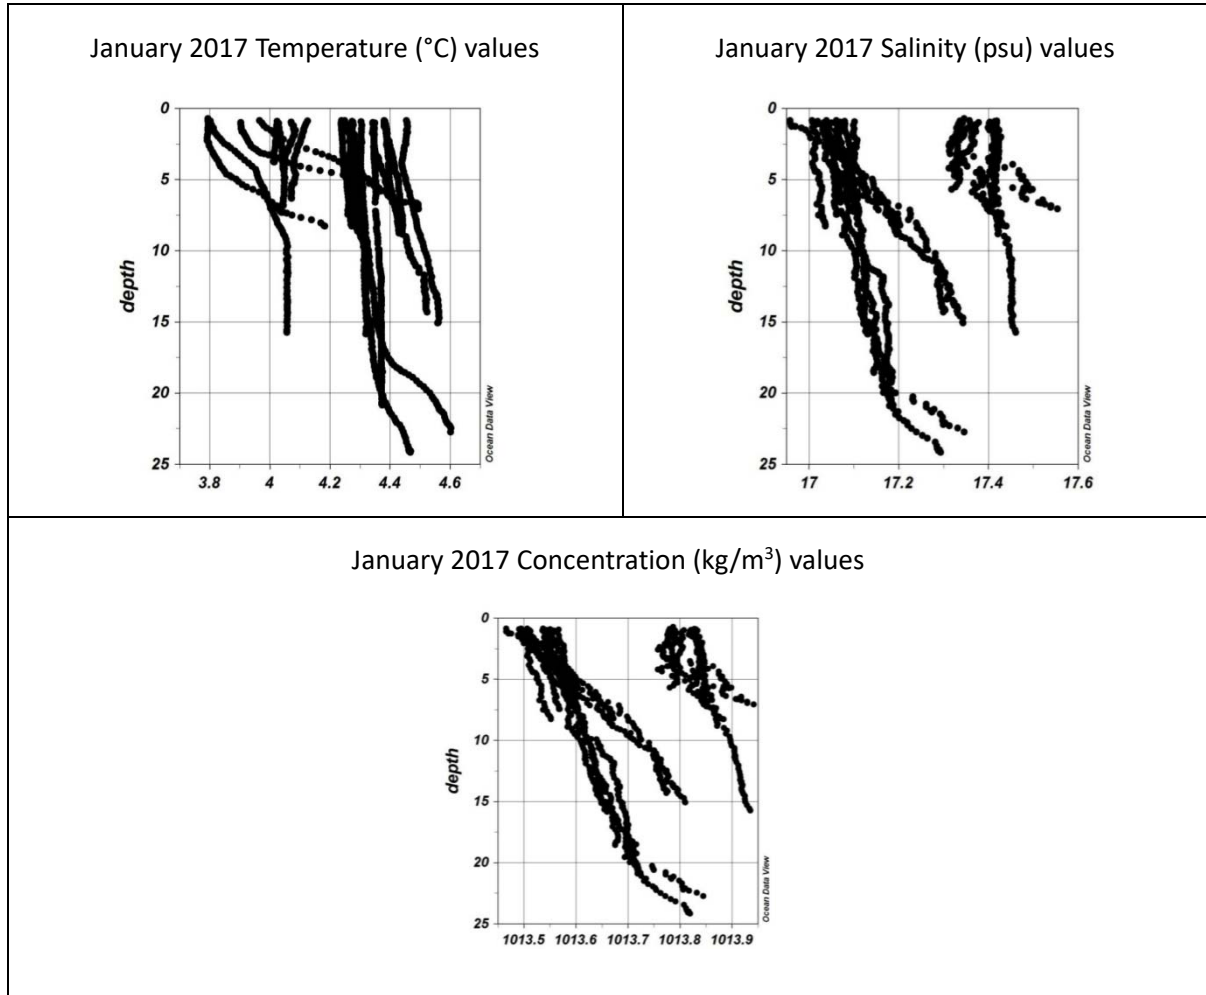 January 2017 Temperature (°C) values
0
5
10
15
20
25
depth
3.8 4 4.2 4.4 4.6
Ocean Data View
January 2017 Salinity (psu) values
0
5
10
15
20
25
depth
17 17.2 17.4 17.6
Ocean Data View
January 2017 Concentration (kg/m³) values
0
5
10
15
20
25
depth
1013.5 1013.6 1013.7 1013.8 1013.9
Ocean Data View